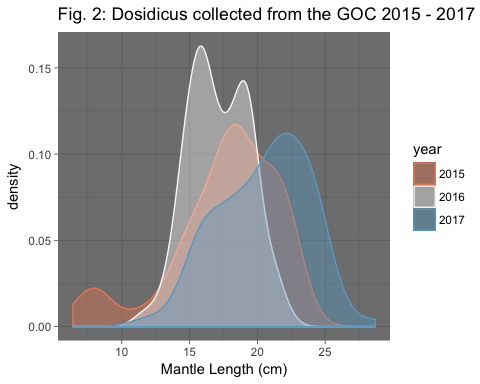 Fig. 2: Dosidicus collected from the GOC 2015 - 2017
0.15
0.10
0.05
0.00
density
10 15 20 25
Mantle Length (cm)
year
2015
2016
2017